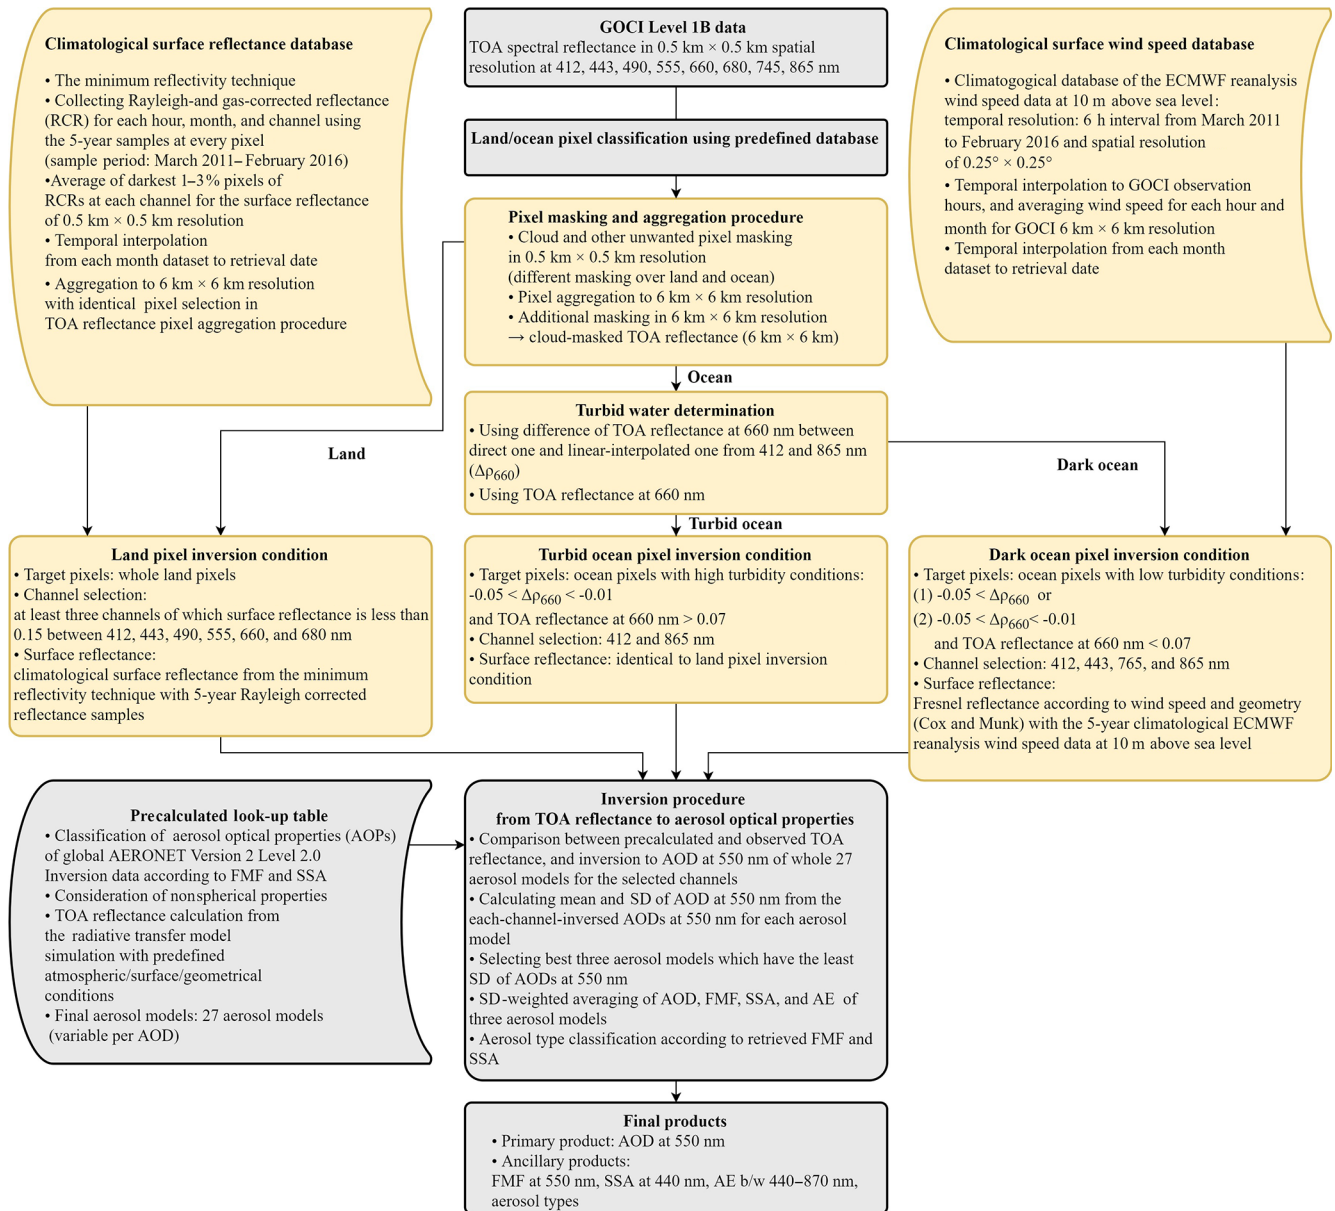 Climatological surface reflectance database
• The minimum reflectivity technique
• Collecting Rayleigh-and gas-corrected reflectance
(RCR) for each hour, month, and channel using
the 5-year samples at every pixel
(sample period: March 2011– February 2016)
•Average of darkest 1–3% pixels of
RCRs at each channel for the surface reflectance
of 0.5 km × 0.5 km resolution
• Temporal interpolation
from each month dataset to retrieval date
• Aggregation to 6 km × 6 km resolution
with identical pixel selection in
TOA reflectance pixel aggregation procedure
GOCI Level 1B data
TOA spectral reflectance in 0.5 km × 0.5 km spatial
resolution at 412, 443, 490, 555, 660, 680, 745, 865 nm
Land/ocean pixel classification using predefined database
Pixel masking and aggregation procedure
• Cloud and other unwanted pixel masking
in 0.5 km × 0.5 km resolution
(different masking over land and ocean)
• Pixel aggregation to 6 km × 6 km resolution
• Additional masking in 6 km × 6 km resolution
→ cloud-masked TOA reflectance (6 km × 6 km)
Climatological surface wind speed database
• Climatogogical database of the ECMWF reanalysis
wind speed data at 10 m above sea level:
temporal resolution: 6 h interval from March 2011
to February 2016 and spatial resolution
of 0.25° × 0.25°
• Temporal interpolation to GOCI observation
hours, and averaging wind speed for each hour and
month for GOCI 6 km × 6 km resolution
• Temporal interpolation from each month
dataset to retrieval date
Ocean
Land
Turbid water determination
• Using difference of TOA reflectance at 660 nm between
direct one and linear-interpolated one from 412 and 865 nm
(Δρ660)
• Using TOA reflectance at 660 nm
Dark ocean
Turbid ocean
Land pixel inversion condition
• Target pixels: whole land pixels
• Channel selection:
at least three channels of which surface reflectance is less than
0.15 between 412, 443, 490, 555, 660, and 680 nm
• Surface reflectance:
climatological surface reflectance from the minimum
reflectivity technique with 5-year Rayleigh corrected
reflectance samples
Turbid ocean pixel inversion condition
• Target pixels: ocean pixels with high turbidity conditions:
-0.05 < Δρ660 < -0.01
and TOA reflectance at 660 nm > 0.07
• Channel selection: 412 and 865 nm
• Surface reflectance: identical to land pixel inversion
condition
Dark ocean pixel inversion condition
• Target pixels: ocean pixels with low turbidity conditions:
(1) -0.05 < Δρ660 or
(2) -0.05 < Δρ660< -0.01
and TOA reflectance at 660 nm < 0.07
• Channel selection: 412, 443, 765, and 865 nm
• Surface reflectance:
Fresnel reflectance according to wind speed and geometry
(Cox and Munk) with the 5-year climatological ECMWF
reanalysis wind speed data at 10 m above sea level
Precalculated look-up table
• Classification of aerosol optical properties (AOPs)
of global AERONET Version 2 Level 2.0
Inversion data according to FMF and SSA
• Consideration of nonspherical properties
• TOA reflectance calculation from
the radiative transfer model
simulation with predefined
atmospheric/surface/geometrical
conditions
• Final aerosol models: 27 aerosol models
(variable per AOD)
Inversion procedure
from TOA reflectance to aerosol optical properties
• Comparison between precalculated and observed TOA
reflectance, and inversion to AOD at 550 nm of whole 27
aerosol models for the selected channels
• Calculating mean and SD of AOD at 550 nm from the
each-channel-inversed AODs at 550 nm for each aerosol
model
• Selecting best three aerosol models which have the least
SD of AODs at 550 nm
• SD-weighted averaging of AOD, FMF, SSA, and AE of
three aerosol models
• Aerosol type classification according to retrieved FMF and
SSA
Final products
• Primary product: AOD at 550 nm
• Ancillary products:
FMF at 550 nm, SSA at 440 nm, AE b/w 440–870 nm,
aerosol types